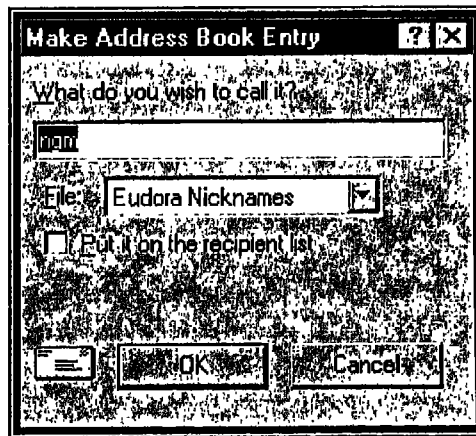 Make Address Book Entry
What do you wish to call it?
File: Eudora Nicknames
Put it on the recipient list
OK Cancel